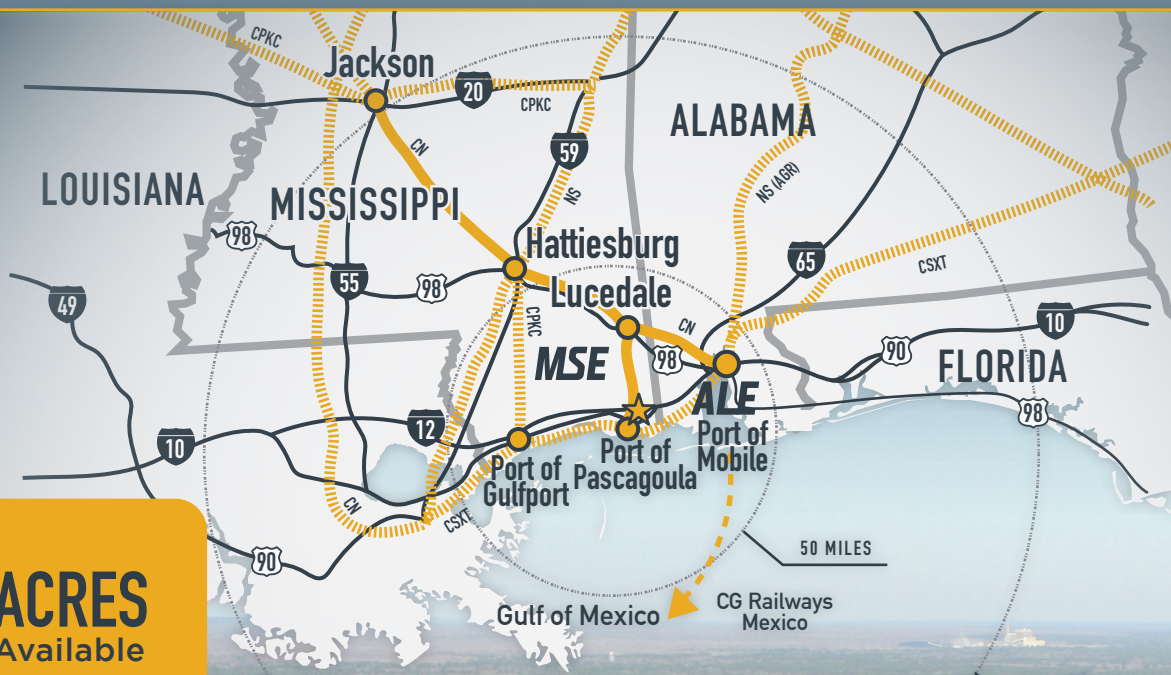 CPKC
Jackson
20
CPKC
ALABAMA
59
CN
NS
NS (AGR)
LOUISIANA
MISSISSIPPI
98
Hattiesburg
65
CSXT
55
98
Lucedale
49
CPKC
CN
10
MSE
98
90
FLORIDA
ALE
98
12
10
Port of
Mobile
Port of
Pascagoula
Port of
Gulfport
CN
CSXT
50 MILES
90
ACRES
Available
Gulf of Mexico
CG Railways
Mexico